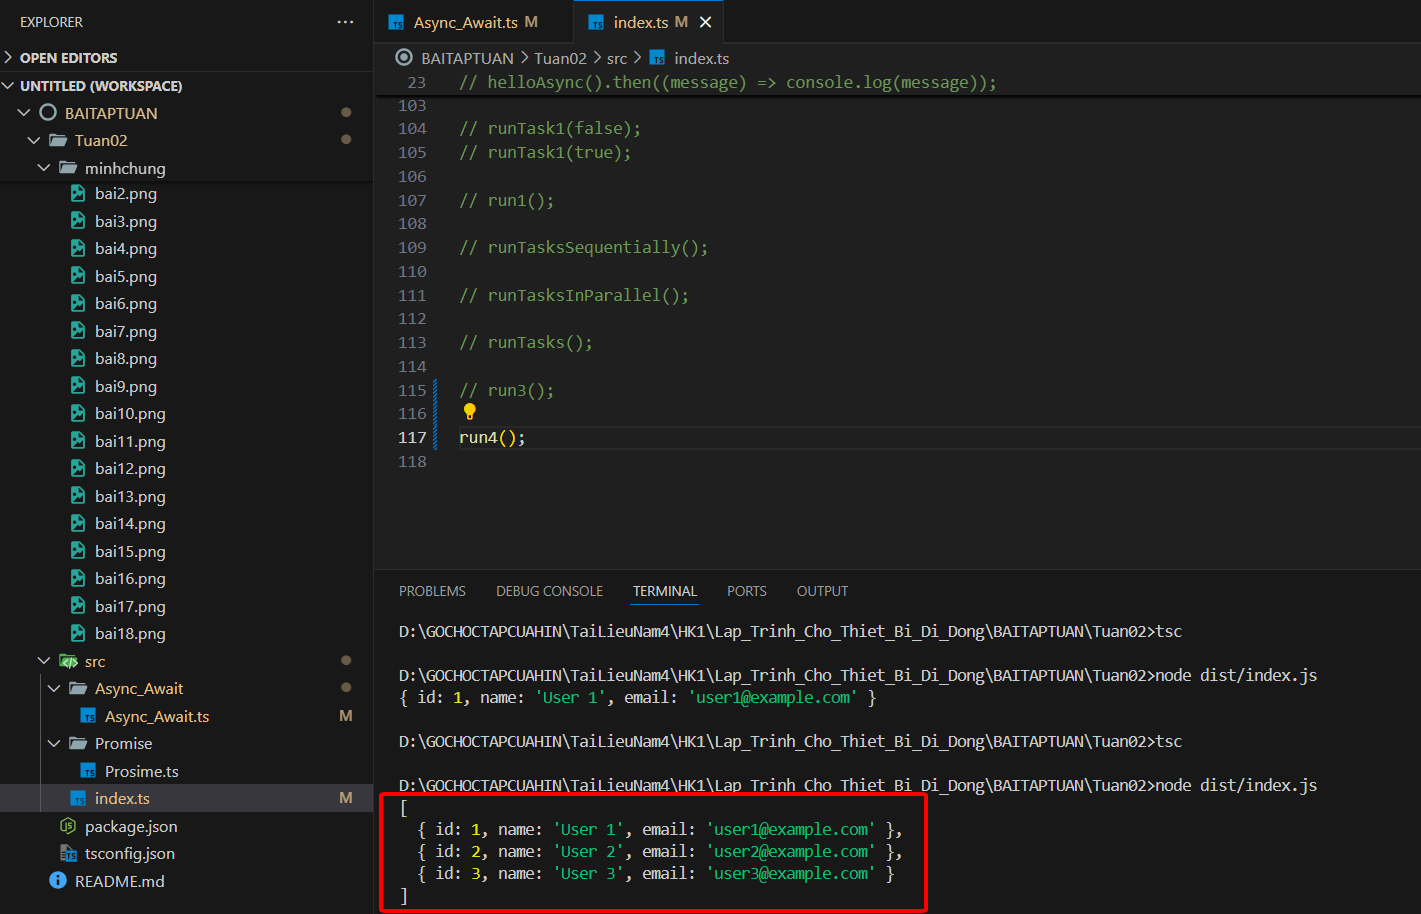 EXPLORER
OPEN EDITORS
UNTITLED (WORKSPACE)
BAITAPTUAN
Tuan02
minhchung
bai2.png
bai3.png
bai4.png
bai5.png
bai6.png
bai7.png
bai8.png
bai9.png
bai10.png
bai11.png
bai12.png
bai13.png
bai14.png
bai15.png
bai16.png
bai17.png
bai18.png
src
Async_Await
TS Async_Await.ts M
Promise
TS Prosime.ts
TS index.ts M
JS package.json
TS tsconfig.json
README.md
TS Async_Await.ts M TS index.ts M
BAITAPTUAN > Tuan02 > src > TS index.ts
23 // helloAsync().then((message) => console.log(message));
103
104 // runTask1(false);
105 // runTask1(true);
106
107 // run1();
108
109 // runTasksSequentially();
110
111 // runTasksInParallel();
112
113 // runTasks();
114
115 // run3();
116
117 run4();
118
PROBLEMS DEBUG CONSOLE TERMINAL PORTS OUTPUT
D:\GOCHOCTAPCUAHIN\TaiLieuNam4\HK1\Lap_Trinh_Cho_Thiet_Bi_Di_Dong\BAITAPTUAN\Tuan02>tsc
D:\GOCHOCTAPCUAHIN\TaiLieuNam4\HK1\Lap_Trinh_Cho_Thiet_Bi_Di_Dong\BAITAPTUAN\Tuan02>node dist/index.js
{ id: 1, name: 'User 1', email: 'user1@example.com' }
D:\GOCHOCTAPCUAHIN\TaiLieuNam4\HK1\Lap_Trinh_Cho_Thiet_Bi_Di_Dong\BAITAPTUAN\Tuan02>tsc
D:\GOCHOCTAPCUAHIN\TaiLieuNam4\HK1\Lap_Trinh_Cho_Thiet_Bi_Di_Dong\BAITAPTUAN\Tuan02>node dist/index.js
[
{ id: 1, name: 'User 1', email: 'user1@example.com' },
{ id: 2, name: 'User 2', email: 'user2@example.com' },
{ id: 3, name: 'User 3', email: 'user3@example.com' }
]